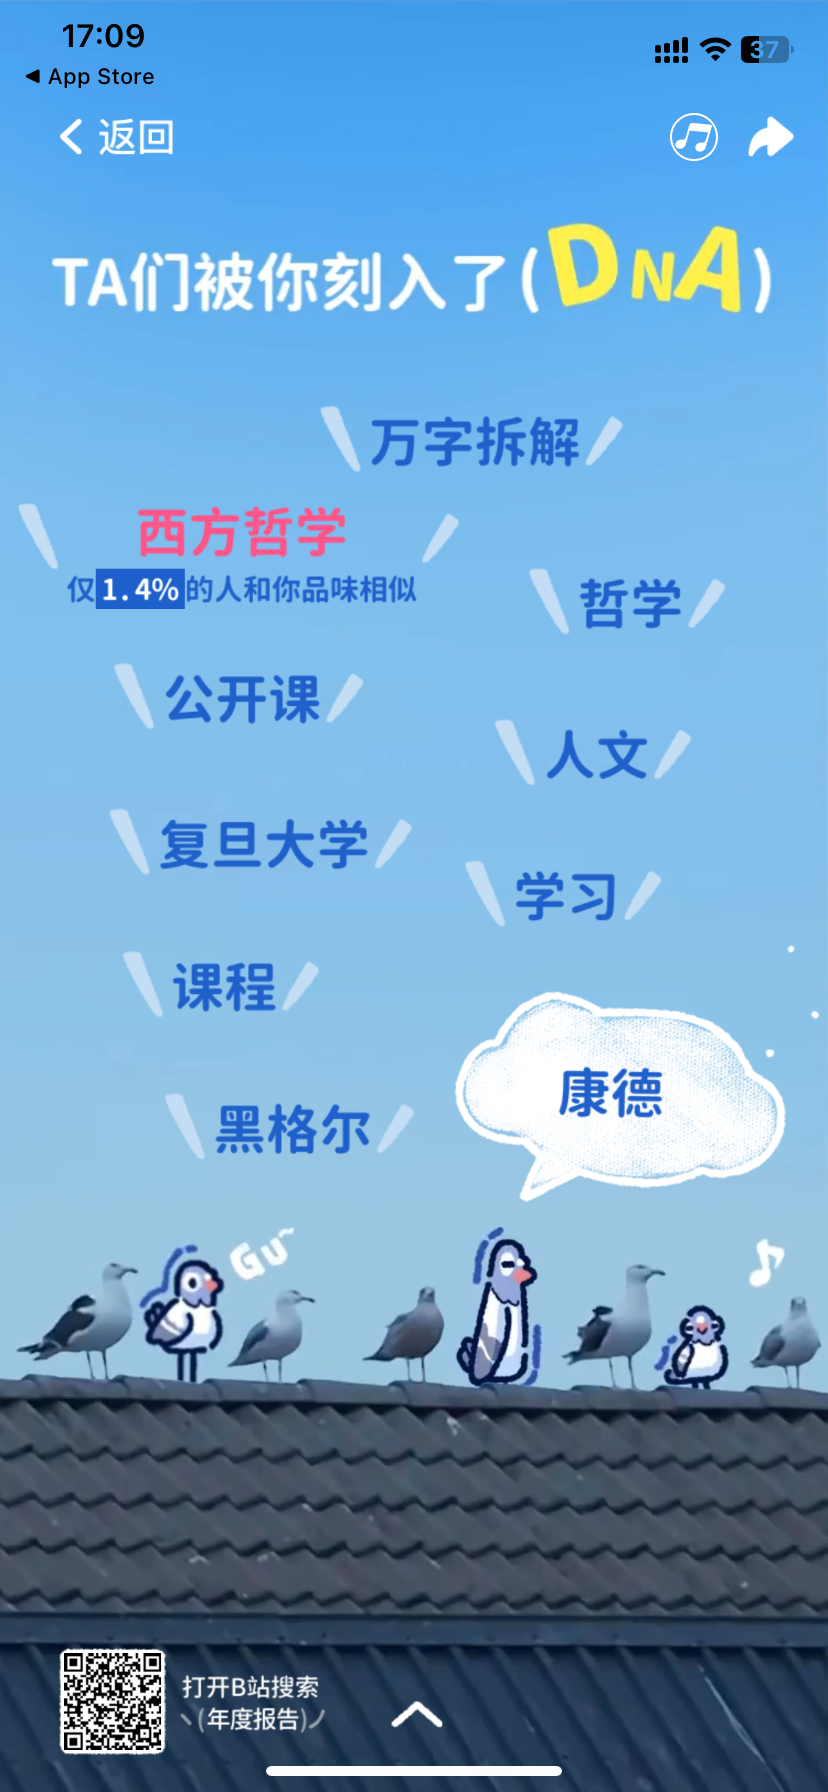 17:09
37
◀ App Store
返回
TA们被你刻入了(DNA)
万字拆解
西方哲学
仅1.4%的人和你品味相似
哲学
公开课
人文
复旦大学
学习
课程
康德
黑格尔
Gu~
打开B站搜索
ヽ(年度报告)ノ